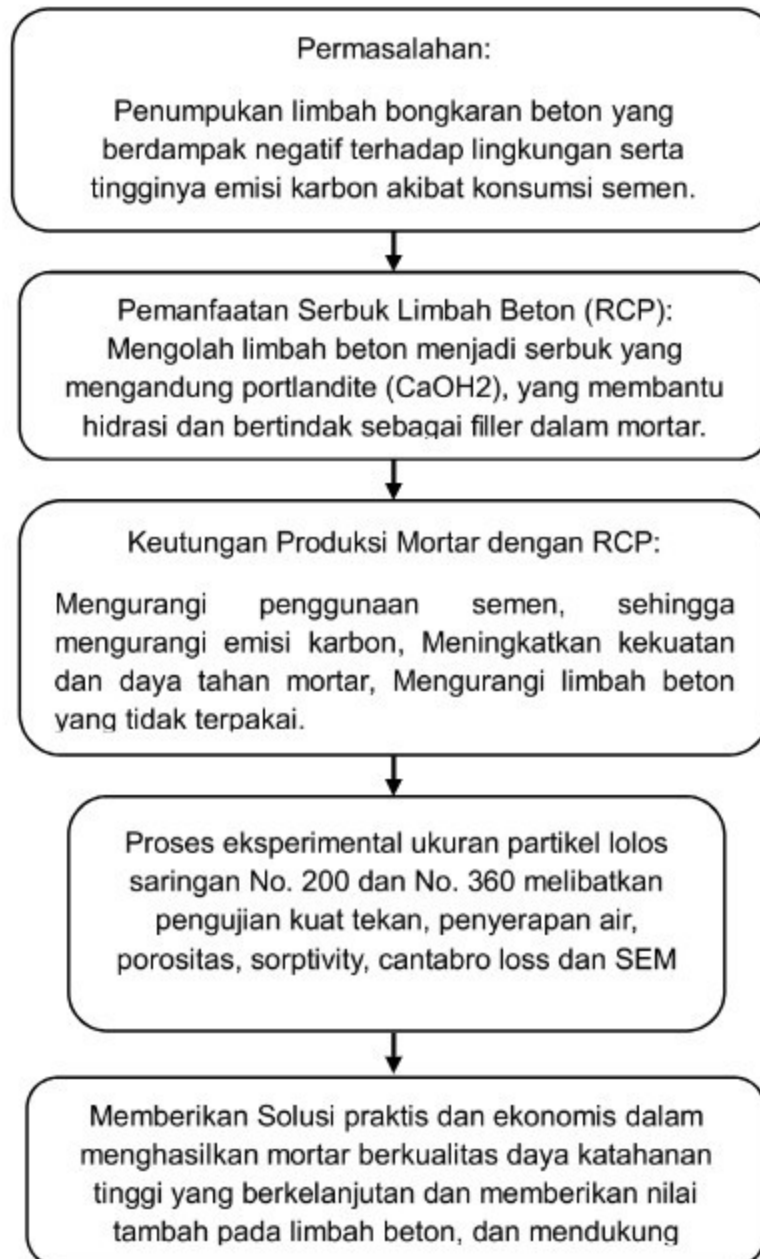 Permasalahan:
Penumpukan limbah bongkaran beton yang
berdampak negatif terhadap lingkungan serta
tingginya emisi karbon akibat konsumsi semen.
Pemanfaatan Serbuk Limbah Beton (RCP):
Mengolah limbah beton menjadi serbuk yang
mengandung portlandite (CaOH2), yang membantu
hidrasi dan bertindak sebagai filler dalam mortar.
Keutungan Produksi Mortar dengan RCP:
Mengurangi penggunaan semen, sehingga
mengurangi emisi karbon, Meningkatkan kekuatan
dan daya tahan mortar, Mengurangi limbah beton
yang tidak terpakai.
Proses eksperimental ukuran partikel lolos
saringan No. 200 dan No. 360 melibatkan
pengujian kuat tekan, penyerapan air,
porositas, sorptivity, cantabro loss dan SEM
Memberikan Solusi praktis dan ekonomis dalam
menghasilkan mortar berkualitas daya katahanan
tinggi yang berkelanjutan dan memberikan nilai
tambah pada limbah beton, dan mendukung